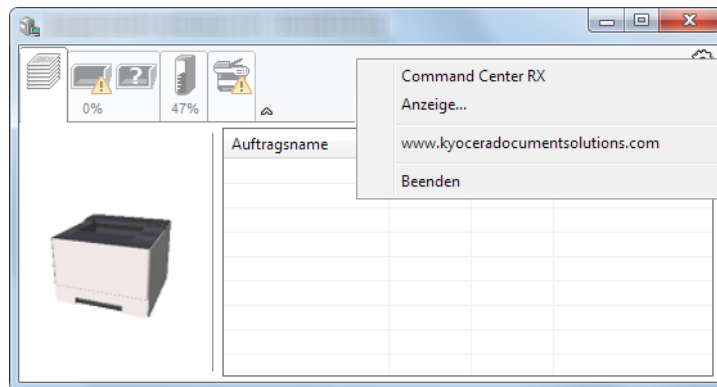 0%
?
47%
Command Center RX
Anzeige...
www.kyoceradocumentsolutions.com
Beenden
Auftragsname